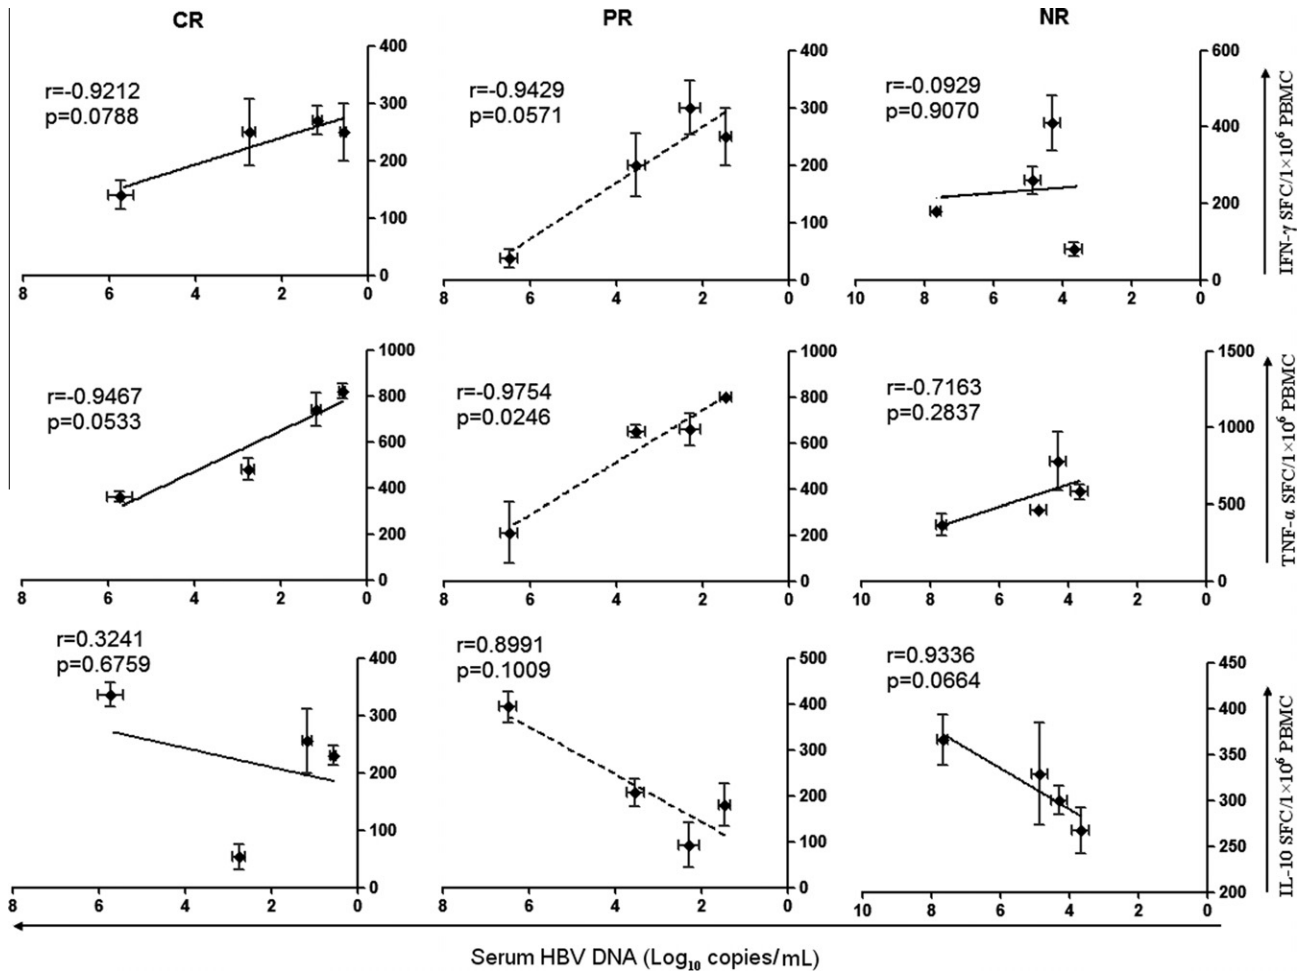 CR
PR
NR
r=-0.9212
p=0.0788
400
300
200
100
0
8 6 4 2 0
r=-0.9429
p=0.0571
400
300
200
100
0
8 6 4 2 0
r=-0.0929
p=0.9070
600
400
200
0
10 8 6 4 2 0
IFN-γ SFC/1×10⁶ PBMC
r=-0.9467
p=0.0533
1000
800
600
400
200
0
8 6 4 2 0
r=-0.9754
p=0.0246
1000
800
600
400
200
0
8 6 4 2 0
r=-0.7163
p=0.2837
1500
1000
500
0
10 8 6 4 2 0
TNF-α SFC/1×10⁶ PBMC
r=0.3241
p=0.6759
400
300
200
100
0
8 6 4 2 0
r=0.8991
p=0.1009
500
400
300
200
100
0
8 6 4 2 0
r=0.9336
p=0.0664
450
400
350
300
250
200
10 8 6 4 2 0
IL-10 SFC/1×10⁶ PBMC
Serum HBV DNA (Log₁₀ copies/mL)